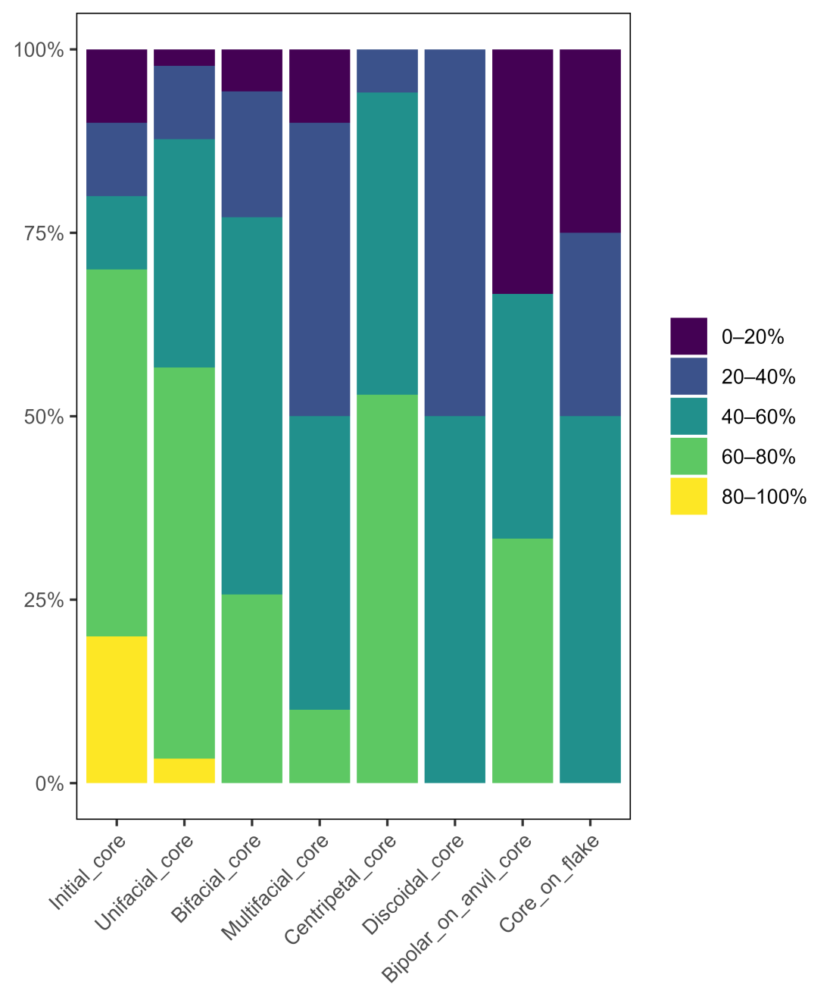 100%
75%
50%
25%
0%
Initial_core
Unifacial_core
Bifacial_core
Multifacial_core
Centripetal_core
Discoidal_core
Bipolar_on_anvil_core
Core_on_flake
0–20%
20–40%
40–60%
60–80%
80–100%